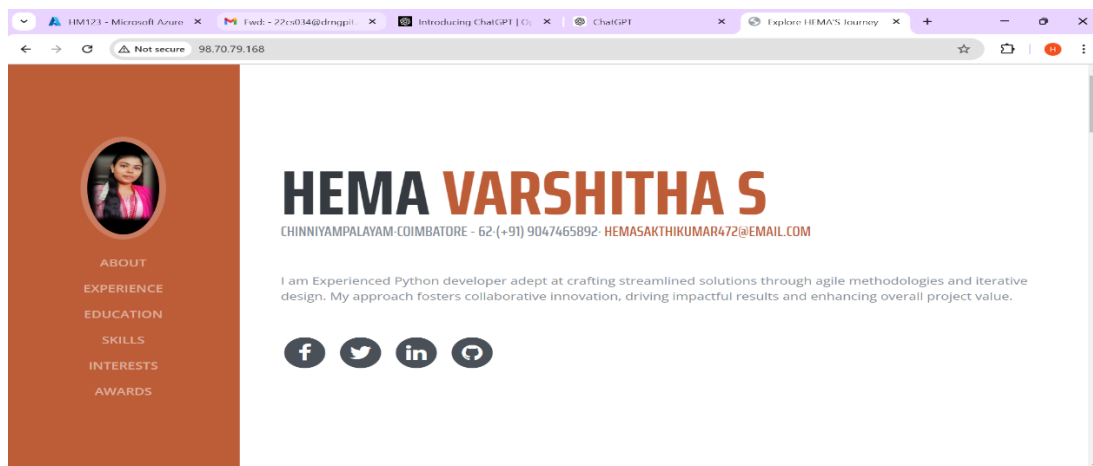 HM123 - Microsoft Azure
Fwd: - 22cs034@drngpit.
Introducing ChatGPT | O
ChatGPT
Explore HEMA'S Journey
Not secure 98.70.79.168
H
HEMA VARSHITHA S
CHINNIYAMPALAYAM·COIMBATORE - 62·(+91) 9047465892· HEMASAKTHIKUMAR472@EMAIL.COM
ABOUT
EXPERIENCE
EDUCATION
SKILLS
INTERESTS
AWARDS
I am Experienced Python developer adept at crafting streamlined solutions through agile methodologies and iterative
design. My approach fosters collaborative innovation, driving impactful results and enhancing overall project value.